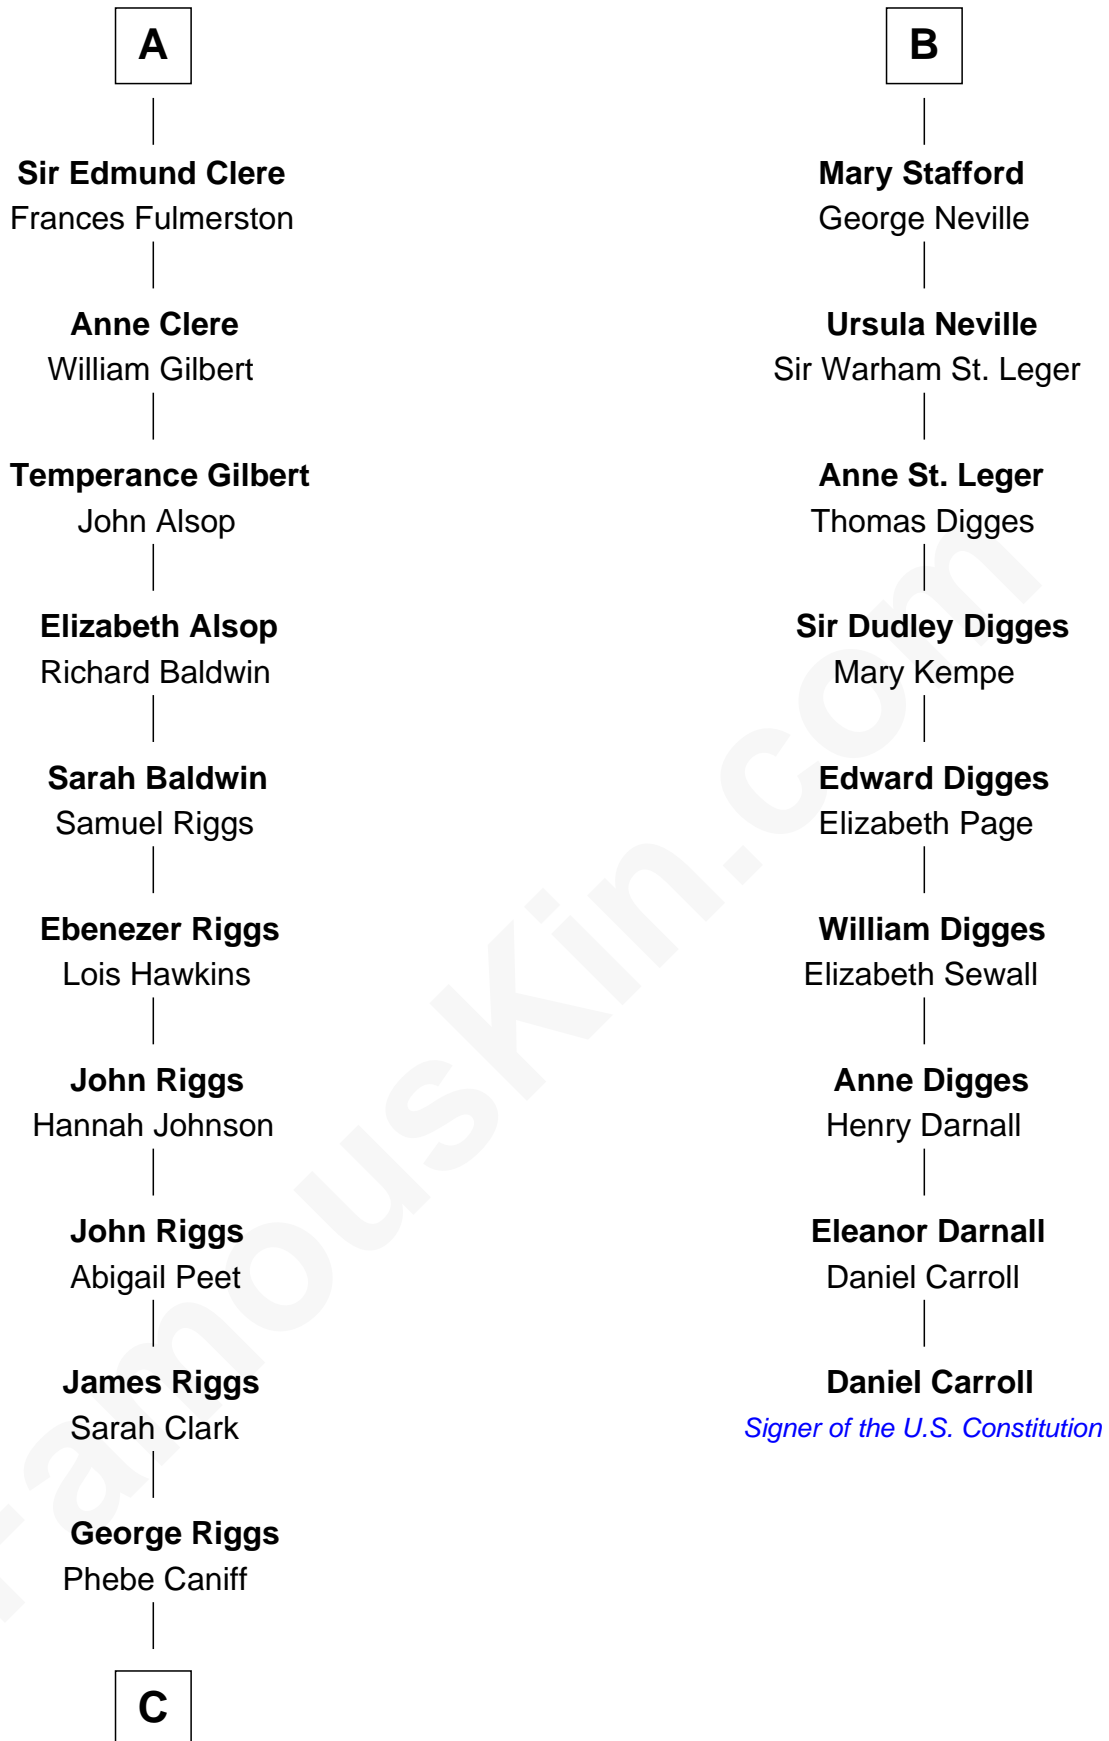 A
Sir Edmund Clere
Frances Fulmerston
Anne Clere
William Gilbert
Temperance Gilbert
John Alsop
Elizabeth Alsop
Richard Baldwin
Sarah Baldwin
Samuel Riggs
Ebenezer Riggs
Lois Hawkins
John Riggs
Hannah Johnson
John Riggs
Abigail Peet
James Riggs
Sarah Clark
George Riggs
Phebe Caniff
C
B
Mary Stafford
George Neville
Ursula Neville
Sir Warham St. Leger
Anne St. Leger
Thomas Digges
Sir Dudley Digges
Mary Kempe
Edward Digges
Elizabeth Page
William Digges
Elizabeth Sewall
Anne Digges
Henry Darnall
Eleanor Darnall
Daniel Carroll
Daniel Carroll
Signer of the U.S. Constitution
FamousKin.com